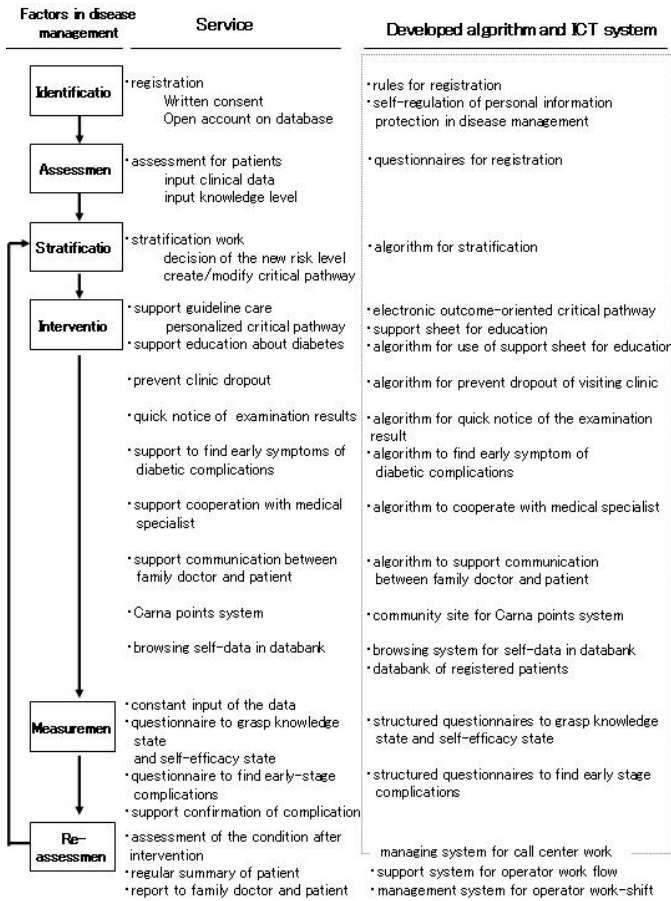 Factors in disease
management
Service
Developed algorithm and ICT system
Identificatio
・registration
Written consent
Open account on database
・rules for registration
・self-regulation of personal information
protection in disease management
Assessmen
・assessment for patients
input clinical data
input knowledge level
・questionnaires for registration
Stratificatio
・stratification work
decision of the new risk level
create/modify critical pathway
・algorithm for stratification
Interventio
・support guideline care
personalized critical pathway
・support education about diabetes
・electronic outcome-oriented critical pathway
・support sheet for education
・algorithm for use of support sheet for education
・prevent clinic dropout
・algorithm for prevent dropout of visiting clinic
・quick notice of examination results
・algorithm for quick notice of the examination
result
・support to find early symptoms of
diabetic complications
・algorithm to find early symptom of
diabetic complications
・support cooperation with medical
specialist
・algorithm to cooperate with medical specialist
・support communication between
family doctor and patient
・algorithm to support communication
between family doctor and patient
・Carna points system
・community site for Carna points system
・browsing self-data in databank
・browsing system for self-data in databank
・databank of registered patients
Measuremen
・constant input of the data
・questionnaire to grasp knowledge
state
and self-efficacy state
・questionnaire to find early-stage
complications
・support confirmation of complication
・structured questionnaires to grasp knowledge
state and self-efficacy state
・structured questionnaires to find early stage
complications
Re-
assessmen
・assessment of the condition after
intervention
・regular summary of patient
・report to family doctor and patient
managing system for call center work
・support system for operator work flow
・management system for operator work-shift